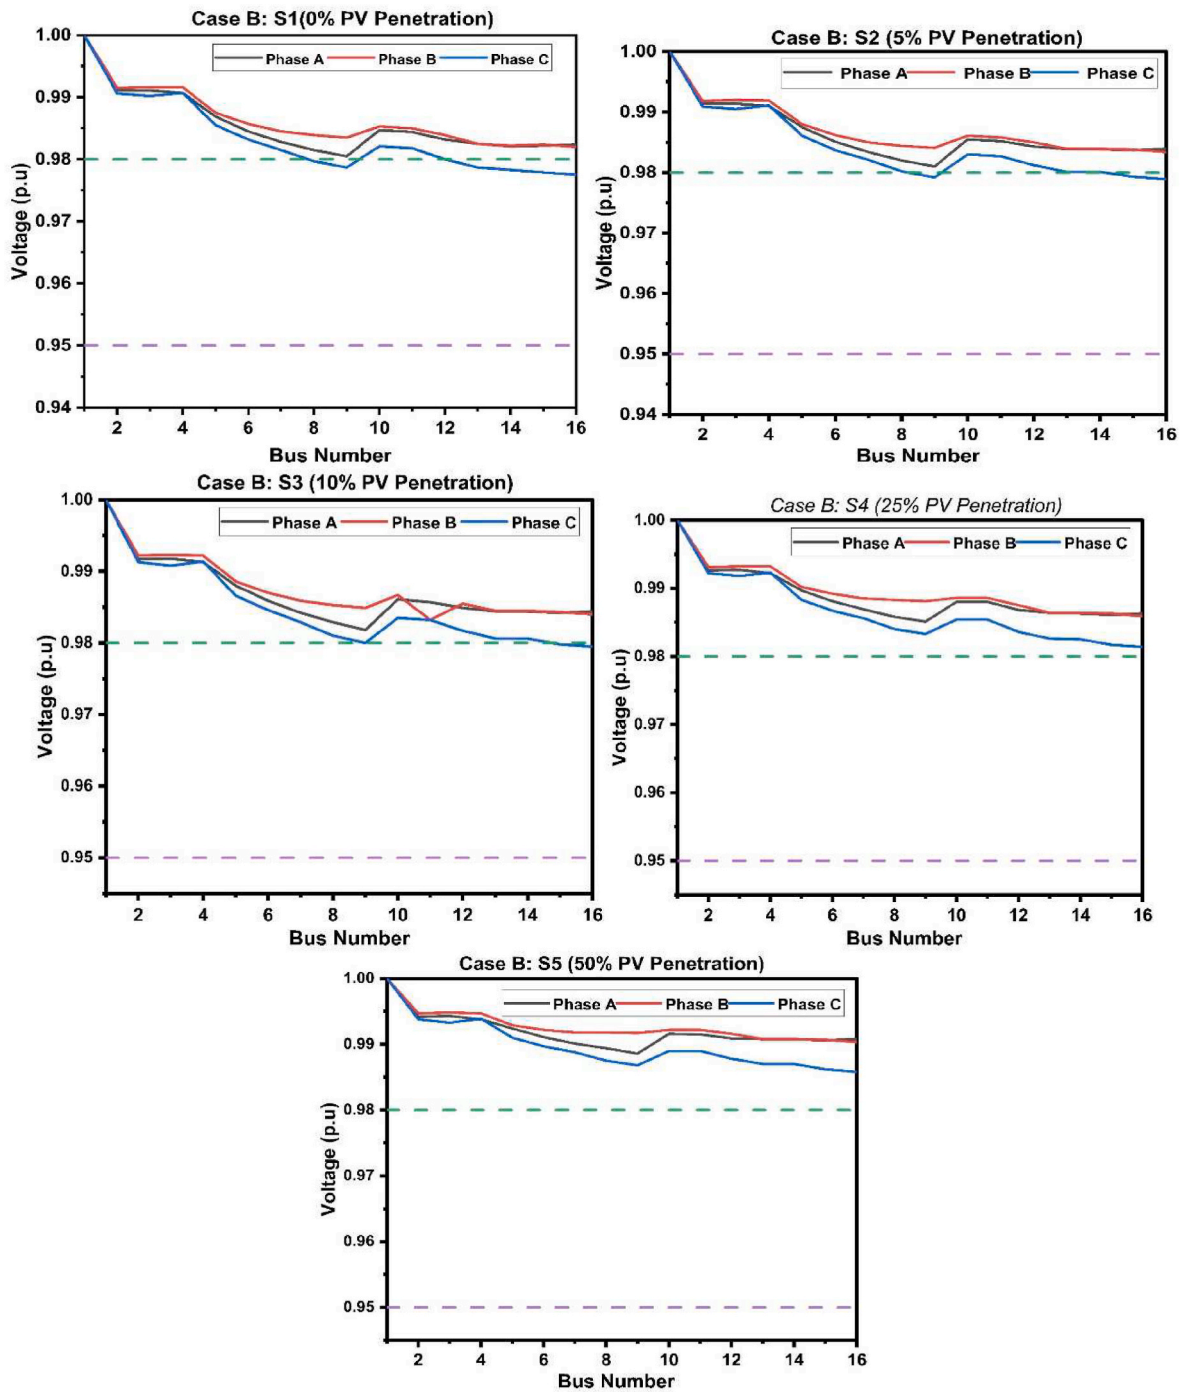 Case B: S1(0% PV Penetration)
Phase A Phase B Phase C
1.00
0.99
0.98
0.97
0.96
0.95
0.94
Voltage (p.u)
2 4 6 8 10 12 14 16
Bus Number
Case B: S2 (5% PV Penetration)
Phase A Phase B Phase C
1.00
0.99
0.98
0.97
0.96
0.95
0.94
Voltage (p.u)
2 4 6 8 10 12 14 16
Bus Number
Case B: S3 (10% PV Penetration)
Phase A Phase B Phase C
1.00
0.99
0.98
0.97
0.96
0.95
Voltage (p.u)
2 4 6 8 10 12 14 16
Bus Number
Case B: S4 (25% PV Penetration)
Phase A Phase B Phase C
1.00
0.99
0.98
0.97
0.96
0.95
Voltage (p.u)
2 4 6 8 10 12 14 16
Bus Number
Case B: S5 (50% PV Penetration)
Phase A Phase B Phase C
1.00
0.99
0.98
0.97
0.96
0.95
Voltage (p.u)
2 4 6 8 10 12 14 16
Bus Number